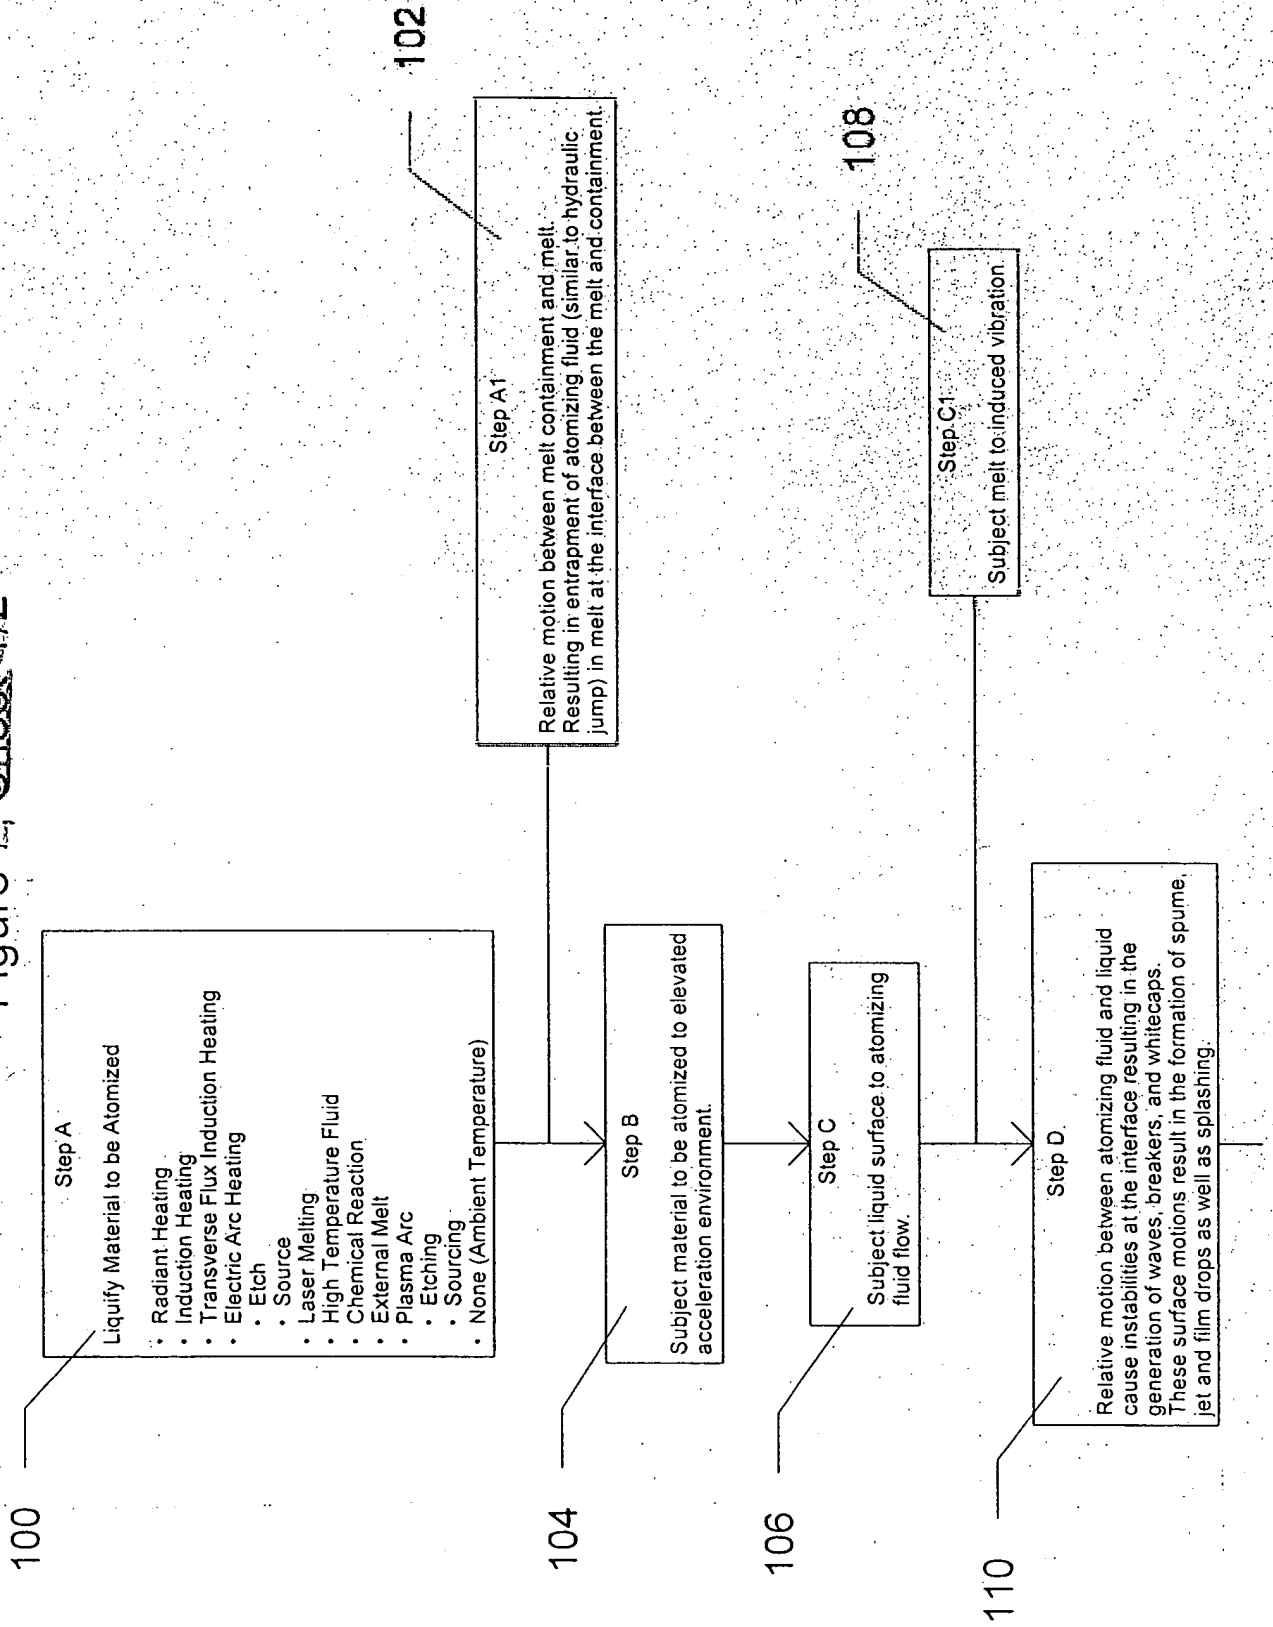 Figure
100
Step A
Liquify Material to be Atomized
· Radiant Heating
· Induction Heating
· Transverse Flux Induction Heating
· Electric Arc Heating
· Etch
· Source
· Laser Melting
· High Temperature Fluid
· Chemical Reaction
· External Melt
· Plasma Arc
· Etching
· Sourcing
· None (Ambient Temperature)
102
Step A1
Relative motion between melt containment and melt.
Resulting in entrapment of atomizing fluid (similar to hydraulic
jump) in melt at the interface between the melt and containment
104
Step B
Subject material to be atomized to elevated
acceleration environment.
106
Step C
Subject liquid surface to atomizing
fluid flow.
108
Step C1
Subject melt to induced vibration
110
Step D
Relative motion between atomizing fluid and liquid
cause instabilities at the interface resulting in the
generation of waves, breakers, and whitecaps.
These surface motions result in the formation of spume,
jet and film drops as well as splashing.